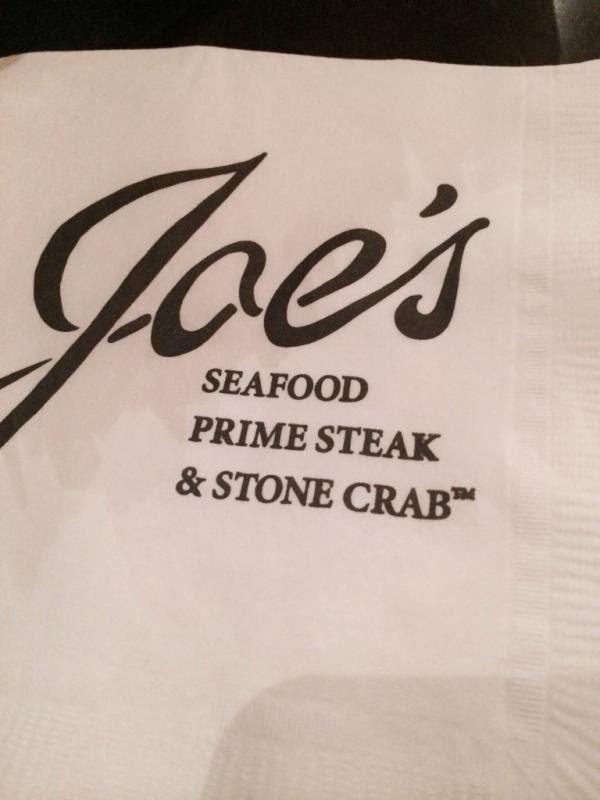 Joe's
SEAFOOD
PRIME STEAK
& STONE CRAB™